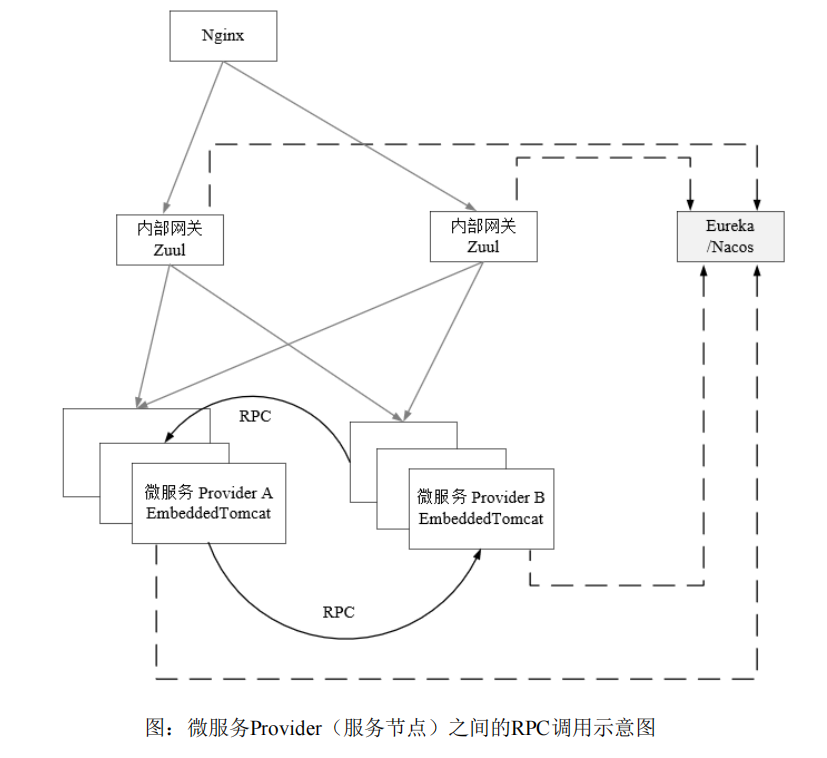 Nginx
内部网关
Zuul
内部网关
Zuul
Eureka
/Nacos
RPC
微服务 Provider A
EmbeddedTomcat
微服务 Provider B
EmbeddedTomcat
RPC
图：微服务Provider（服务节点）之间的RPC调用示意图